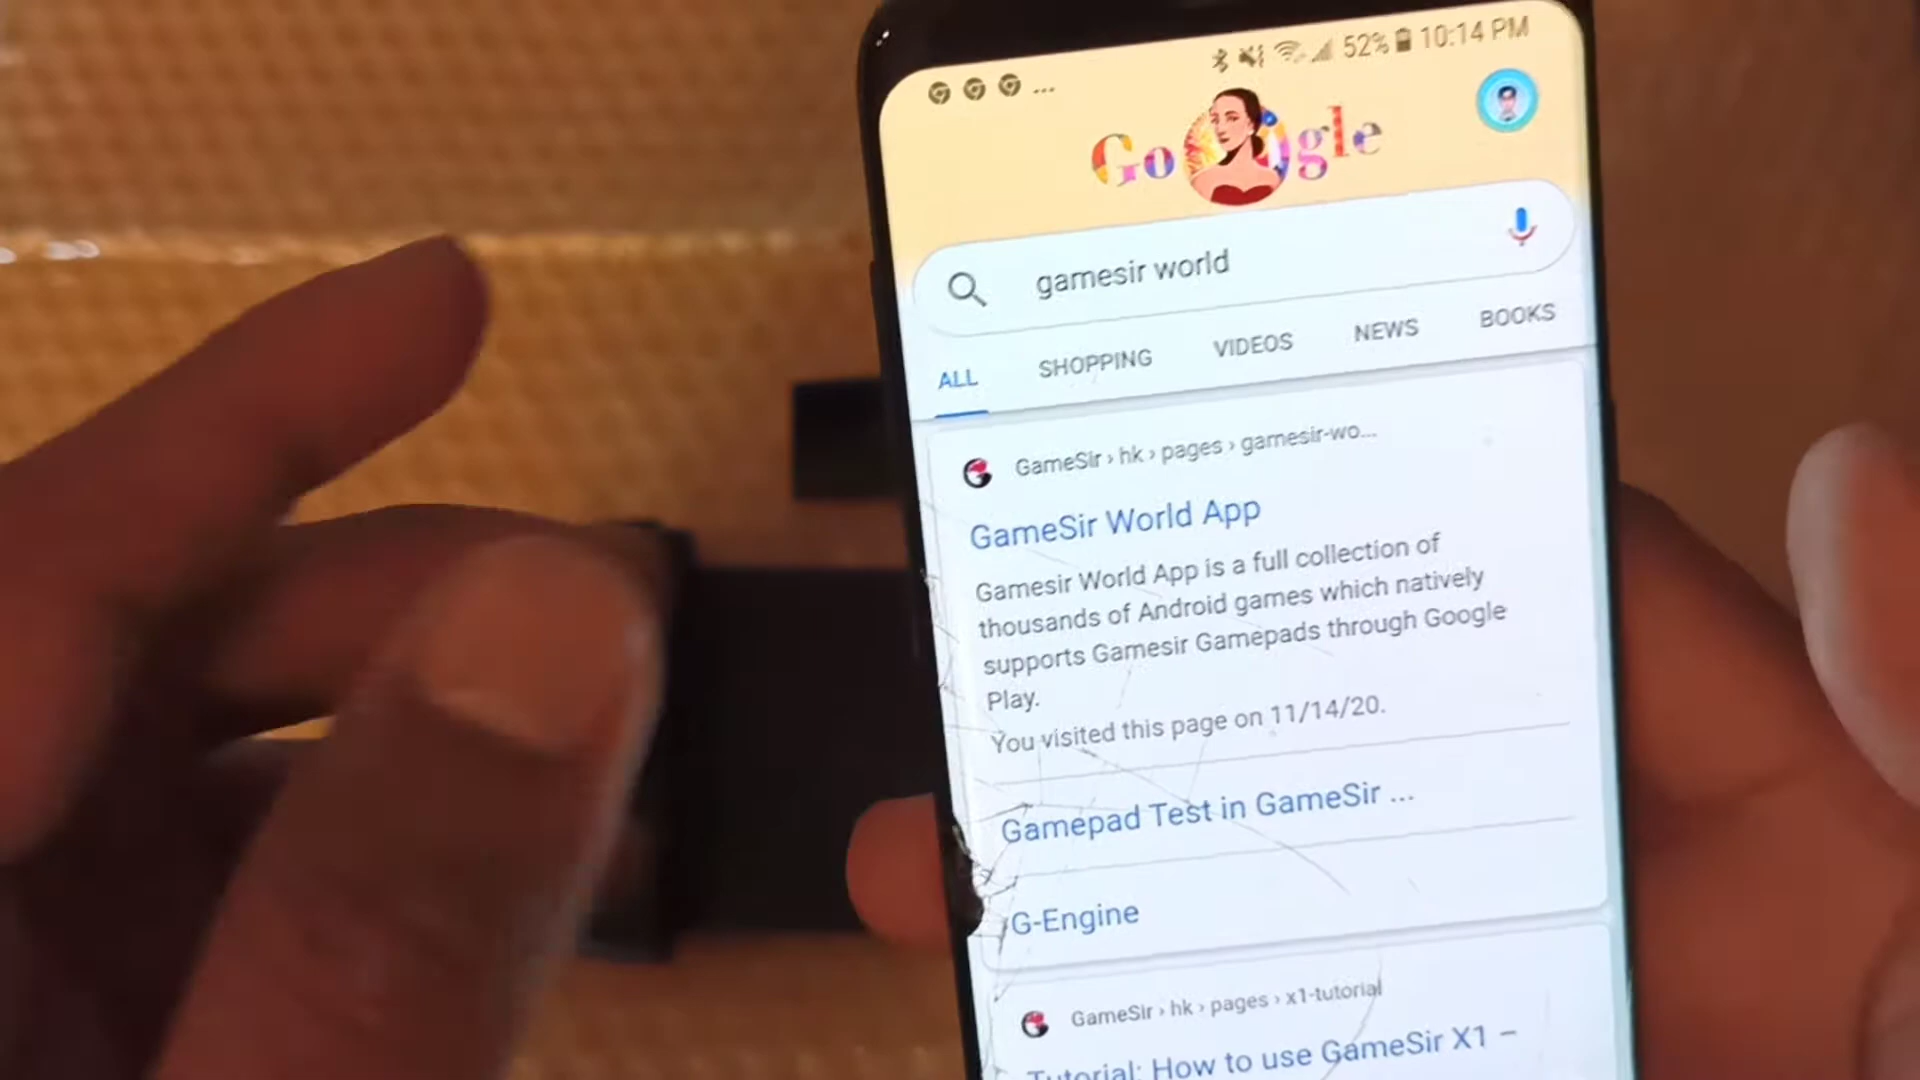 52% 10:14 PM
Google
gamesir world
ALL SHOPPING VIDEOS NEWS BOOKS
GameSir › hk › pages › gamesir-wo...
GameSir World App
Gamesir World App is a full collection of
thousands of Android games which natively
supports Gamesir Gamepads through Google
Play.
You visited this page on 11/14/20.
Gamepad Test in GameSir ...
G-Engine
GameSir › hk › pages › x1-tutorial
Tutorial: How to use GameSir X1 –